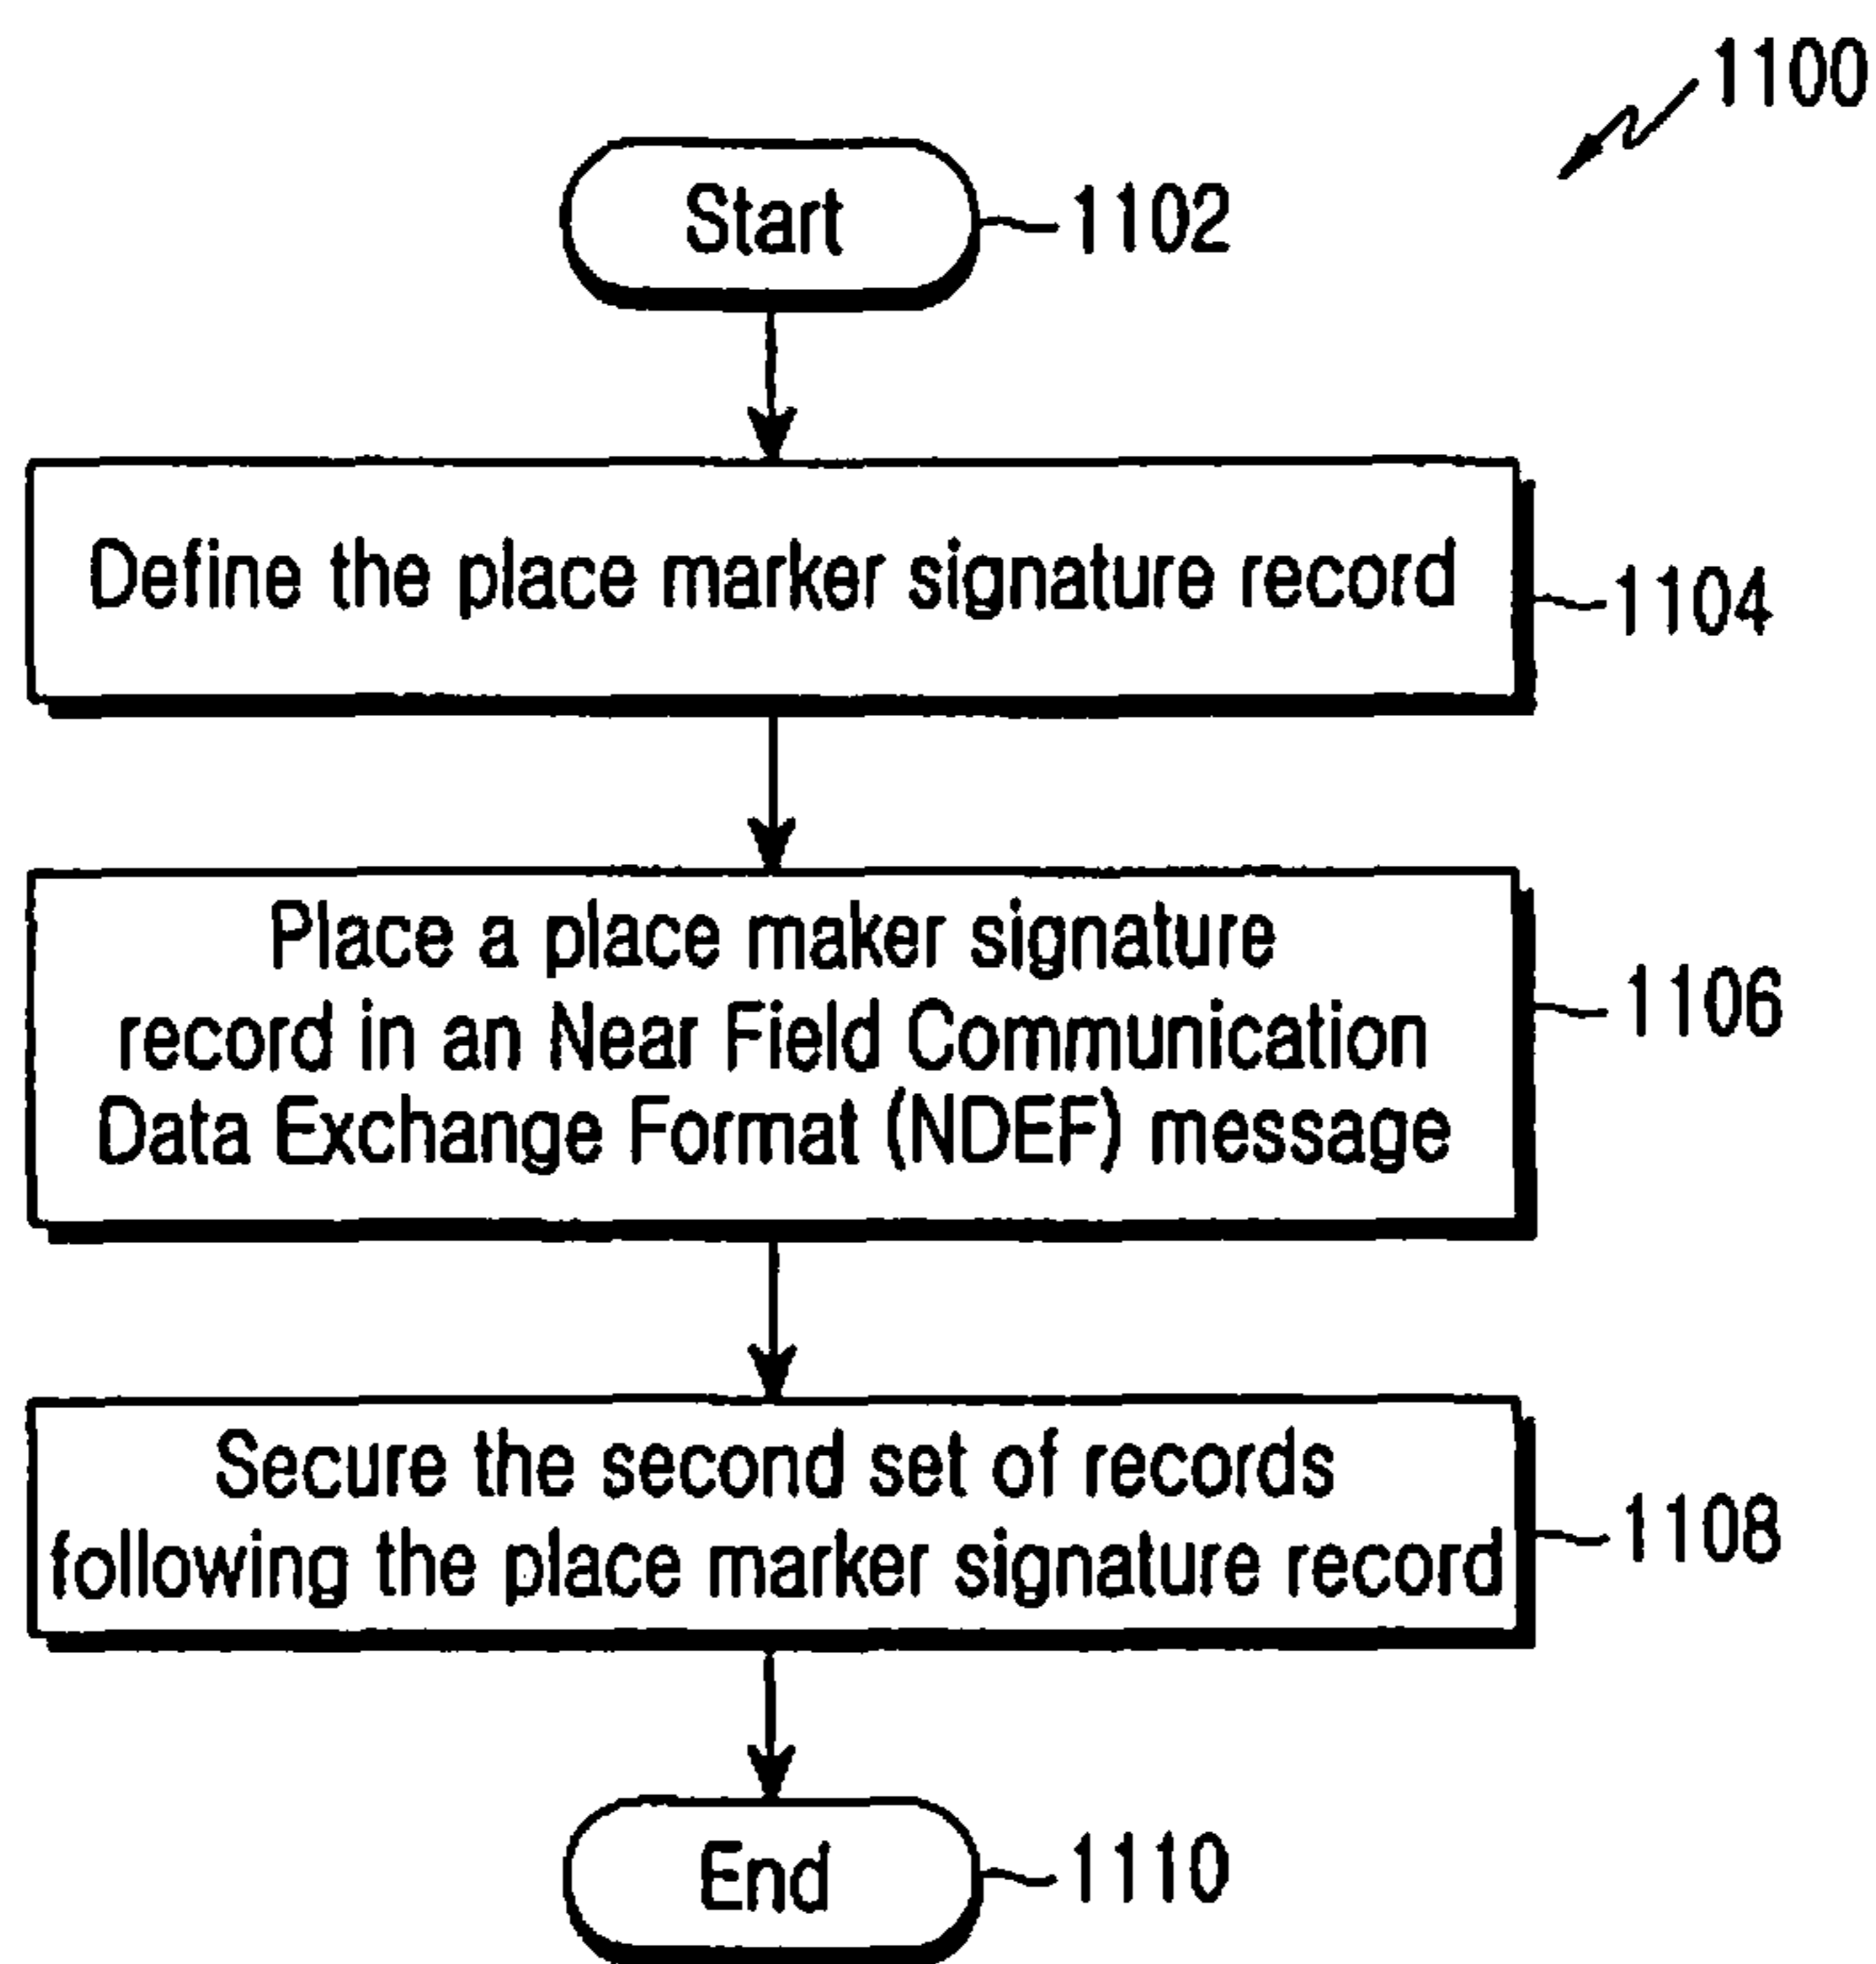 1100
Start
1102
Define the place marker signature record
1104
Place a place maker signature
record in an Near Field Communication
Data Exchange Format (NDEF) message
1106
Secure the second set of records
following the place marker signature record
1108
End
1110